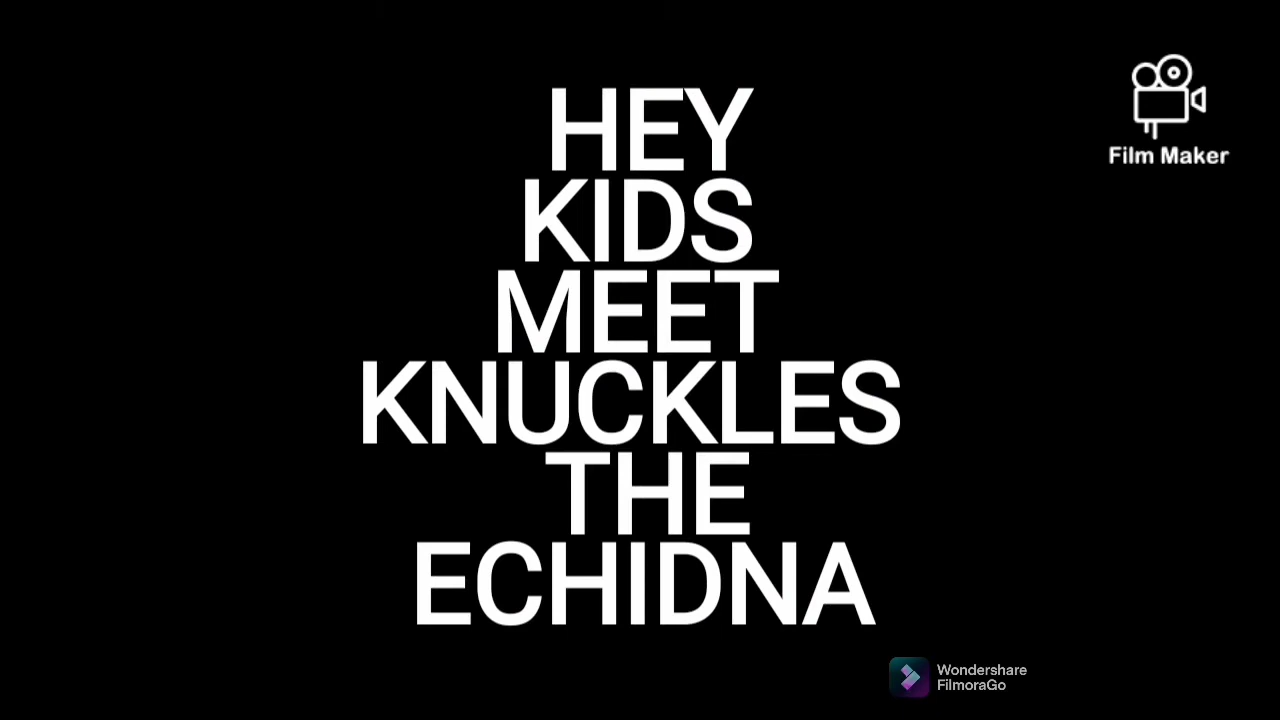 HEY
KIDS
MEET
KNUCKLES
THE
ECHIDNA
Film Maker
Wondershare
FilmoraGo